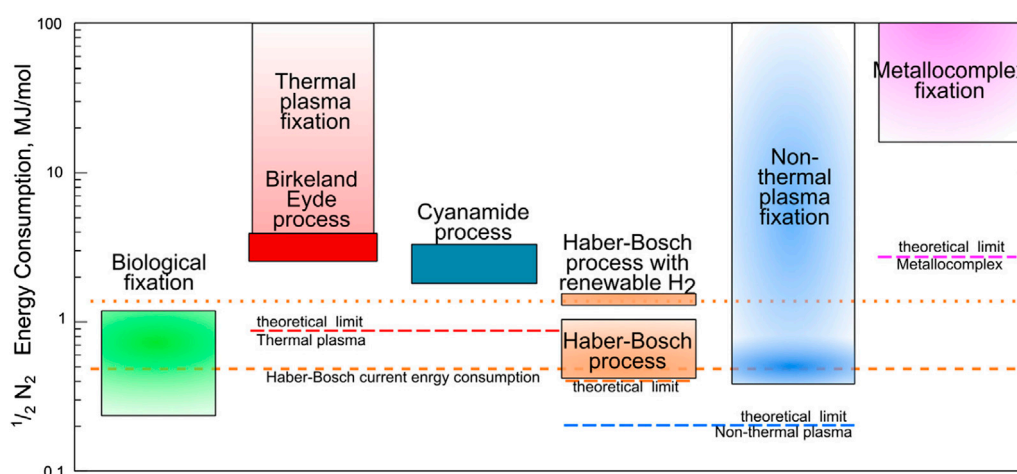 100
10
1
0.1
1/2 N2 Energy Consumption, MJ/mol
Biological
fixation
Thermal
plasma
fixation
Birkeland
Eyde
process
theoretical limit
Thermal plasma
Haber-Bosch current enrgy consumption
Cyanamide
process
Haber-Bosch
process with
renewable H2
Haber-Bosch
process
theoretical limit
Non-
thermal
plasma
fixation
theoretical limit
Non-thermal plasma
Metallocomplex
fixation
theoretical limit
Metallocomplex